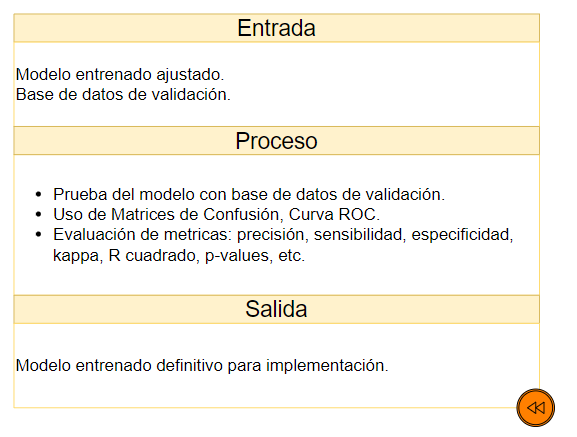 Entrada
Modelo entrenado ajustado.
Base de datos de validación.
Proceso
• Prueba del modelo con base de datos de validación.
• Uso de Matrices de Confusión, Curva ROC.
• Evaluación de metricas: precisión, sensibilidad, especificidad,
kappa, R cuadrado, p-values, etc.
Salida
Modelo entrenado definitivo para implementación.